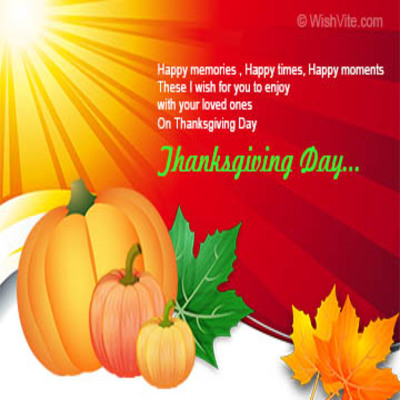 © WishVite.com
Happy memories , Happy times, Happy moments
These I wish for you to enjoy
with your loved ones
On Thanksgiving Day
Thanksgiving Day...